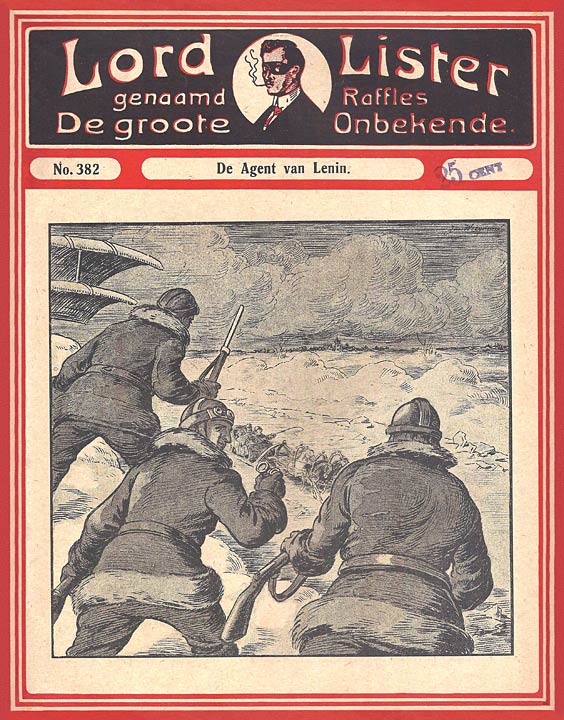 Lord Lister
genaamd Raffles
De groote Onbekende.
No. 382
De Agent van Lenin.
25 CENT